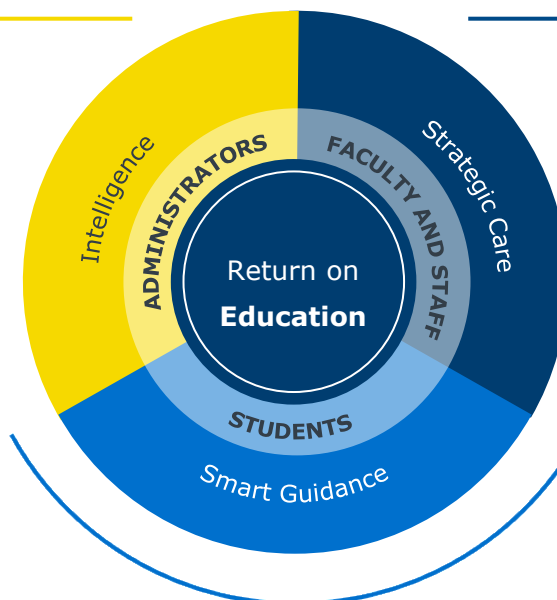 Intelligence
ADMINISTRATORS
FACULTY AND STAFF
Strategic Care
Return on
Education
STUDENTS
Smart Guidance